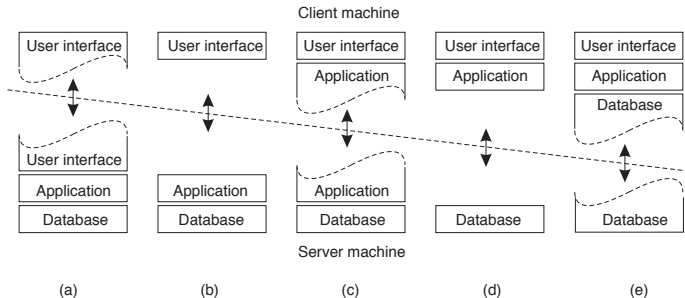 Client machine
User interface User interface User interface User interface User interface
Application Application Application
Database
User interface
Application Application Application
Database Database Database Database Database
Server machine
(a) (b) (c) (d) (e)